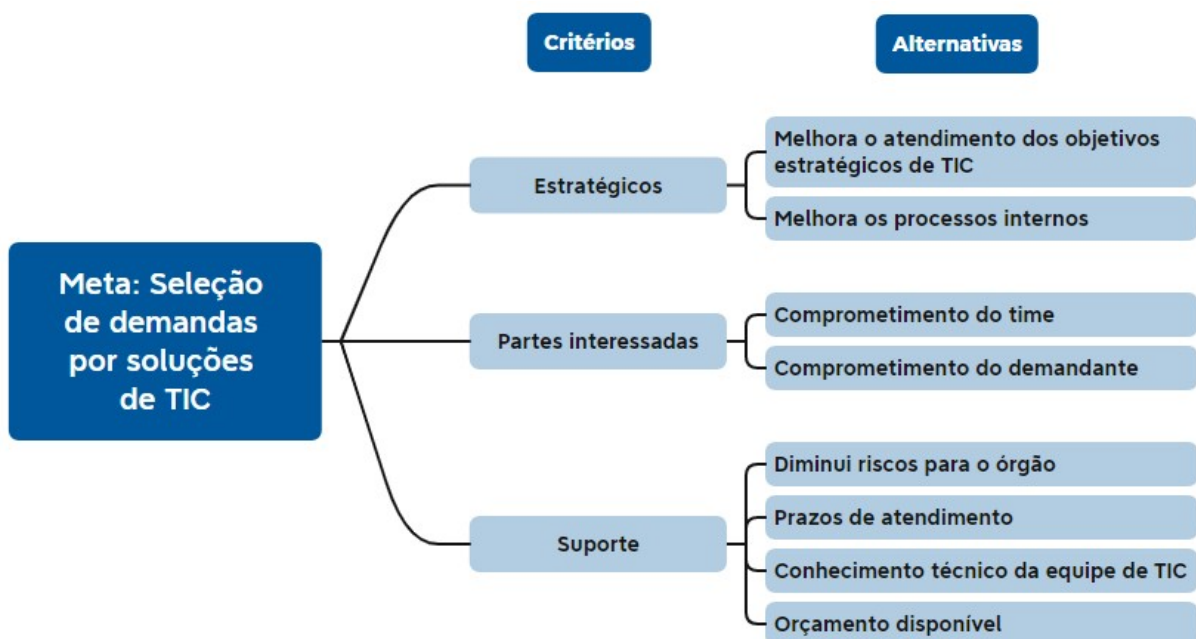 Critérios
Alternativas
Meta: Seleção
de demandas
por soluções
de TIC
Estratégicos
Melhora o atendimento dos objetivos
estratégicos de TIC
Melhora os processos internos
Partes interessadas
Comprometimento do time
Comprometimento do demandante
Suporte
Diminui riscos para o órgão
Prazos de atendimento
Conhecimento técnico da equipe de TIC
Orçamento disponível